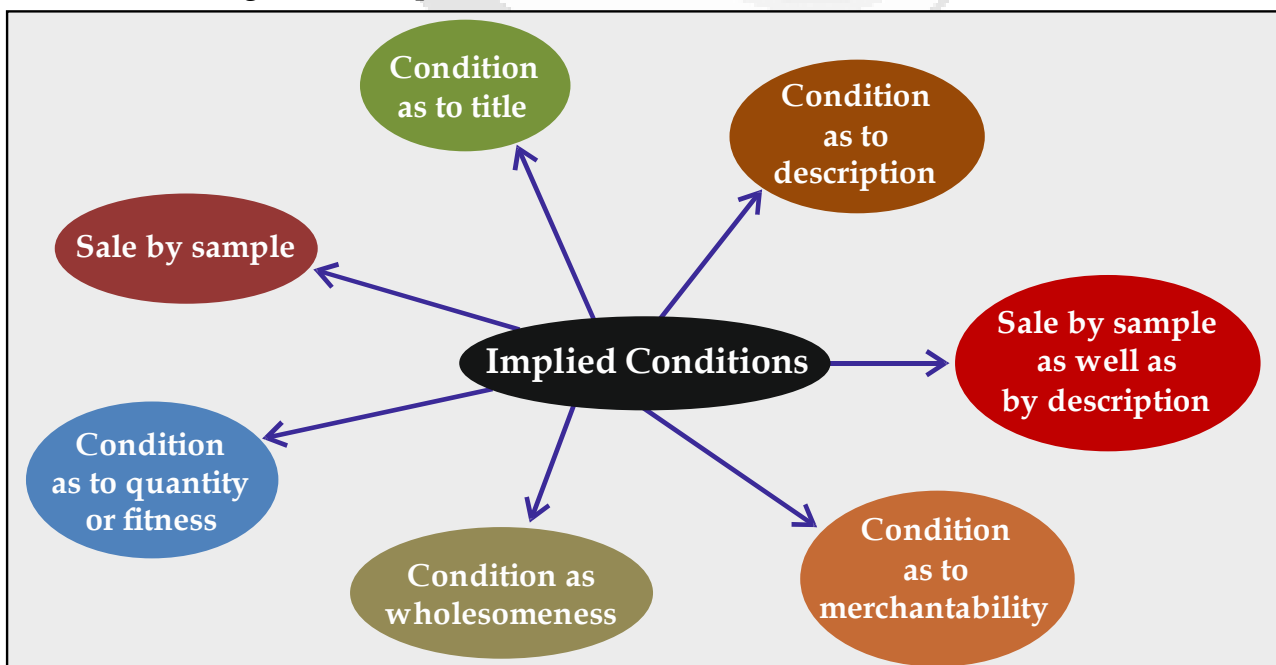 Condition
as to title
Condition
as to
description
Sale by sample
Implied Conditions
Sale by sample
as well as
by description
Condition
as to quantity
or fitness
Condition as
wholesomeness
Condition
as to
merchantability